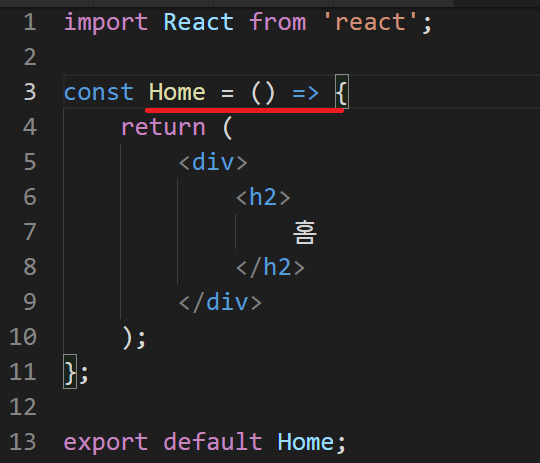 1 import React from 'react';
2
3 const Home = () => {
4     return (
5         <div>
6             <h2>
7                 홈
8             </h2>
9         </div>
10     );
11 };
12
13 export default Home;